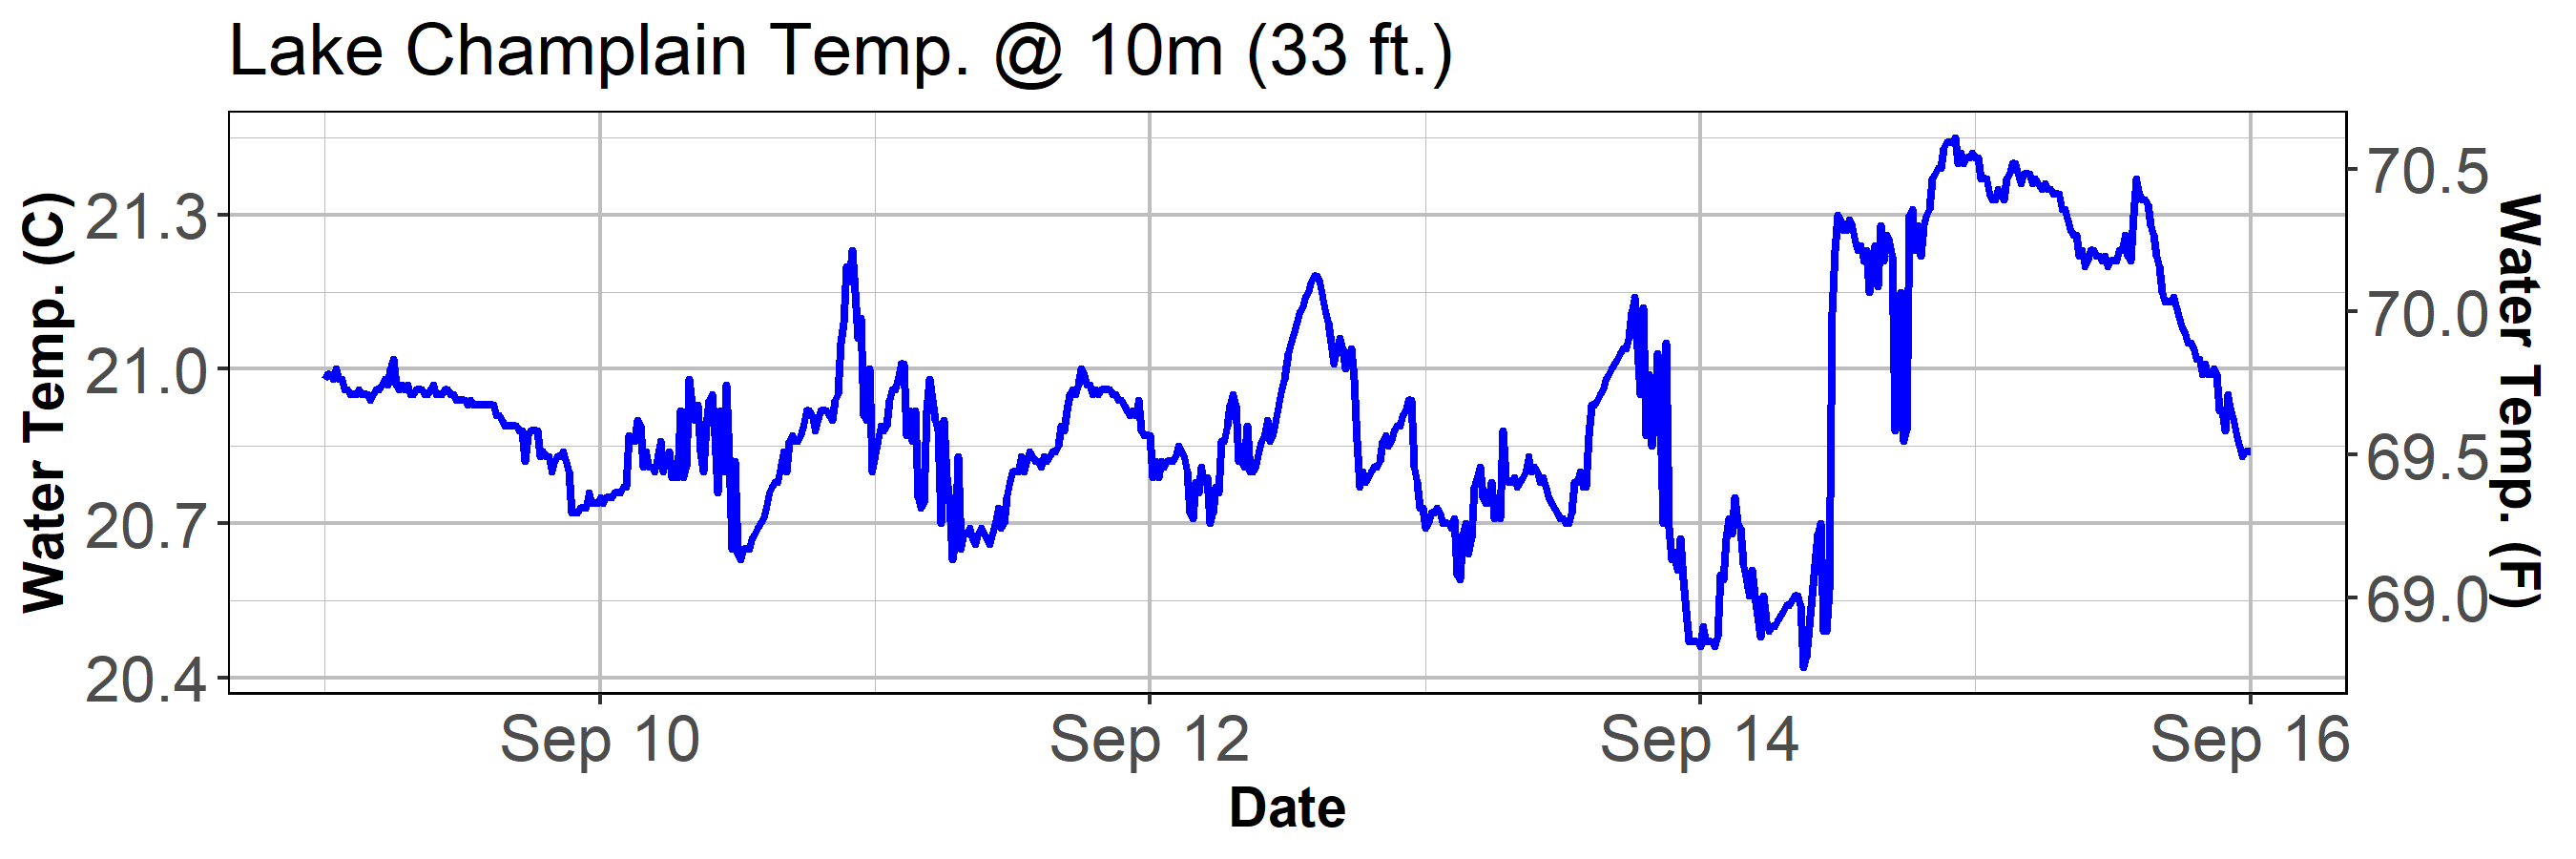 Lake Champlain Temp. @ 10m (33 ft.)
Water Temp. (C)
21.3
21.0
20.7
20.4
70.5
70.0
69.5
69.0
Water Temp. (F)
Sep 10
Sep 12
Sep 14
Sep 16
Date